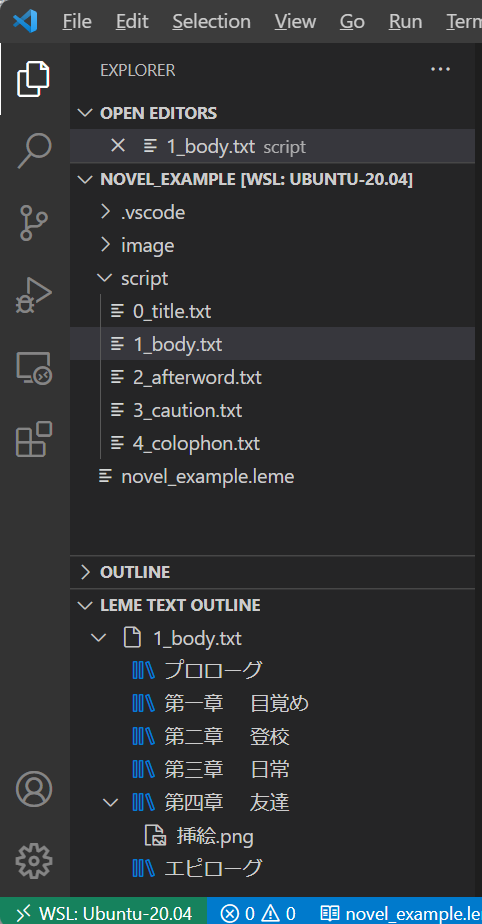 File Edit Selection View Go Run Term
EXPLORER ...
OPEN EDITORS
1_body.txt script
NOVEL_EXAMPLE [WSL: UBUNTU-20.04]
.vscode
image
script
0_title.txt
1_body.txt
2_afterword.txt
3_caution.txt
4_colophon.txt
novel_example.leme
OUTLINE
LEME TEXT OUTLINE
1_body.txt
プロローグ
第一章 目覚め
第二章 登校
第三章 日常
第四章 友達
挿絵.png
エピローグ
WSL: Ubuntu-20.04 0 0 novel_example.le